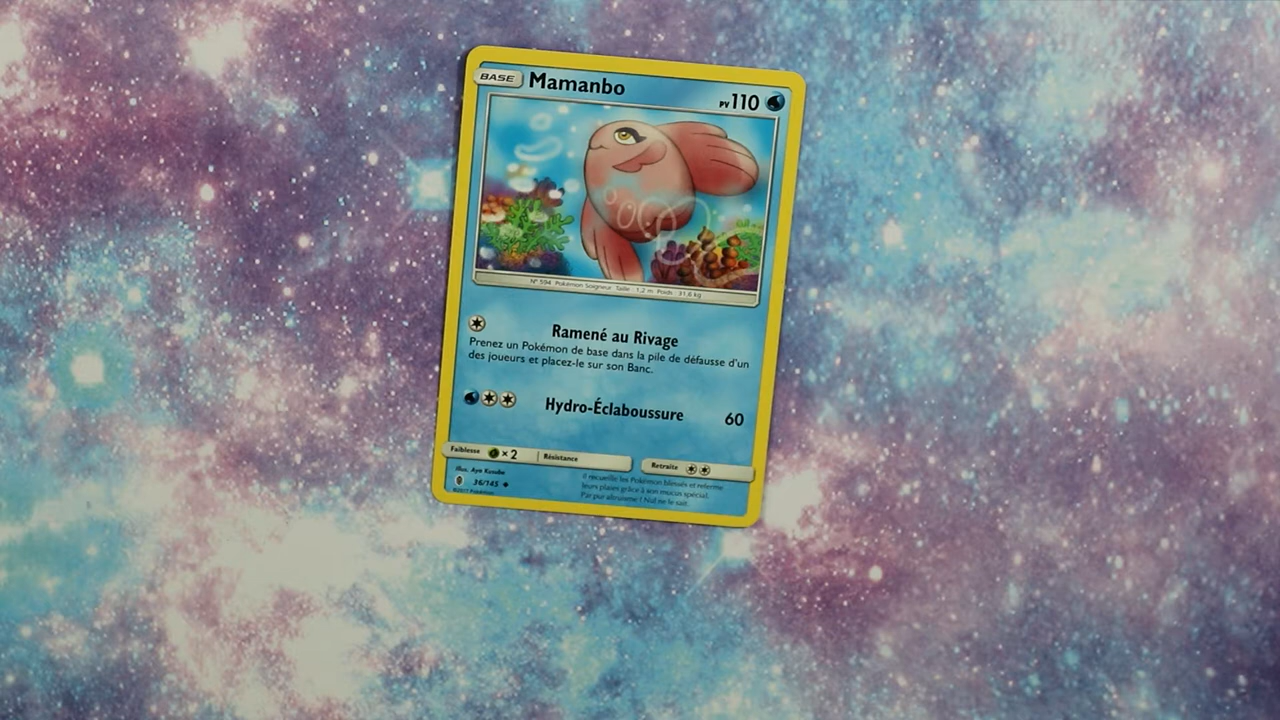 BASE Mamanbo PV110
N° 594 Pokémon Soigneur Taille : 1,2 m Poids : 31,6 kg
Ramené au Rivage
Prenez un Pokémon de base dans la pile de défausse d'un
des joueurs et placez-le sur son Banc.
Hydro-Éclaboussure 60
Faiblesse ×2 Résistance Retraite
Illus. Aya Kusube
36/145
©2017 Pokémon
Il recueille les Pokémon blessés et referme
leurs plaies grâce à son mucus spécial.
Par pur altruisme ? Nul ne le sait.